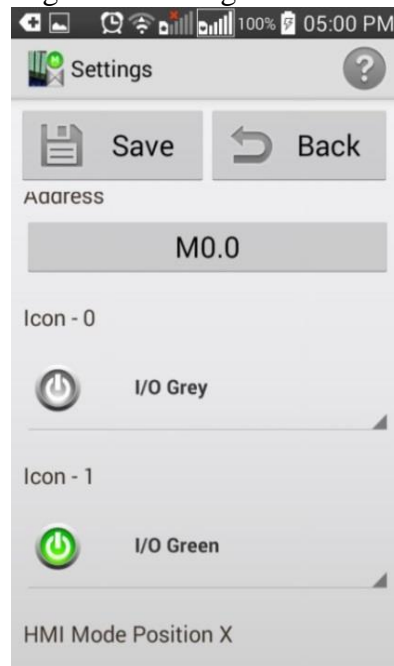 100% 05:00 PM
Settings
?
Save Back
Address
M0.0
Icon - 0
I/O Grey
Icon - 1
I/O Green
HMI Mode Position X